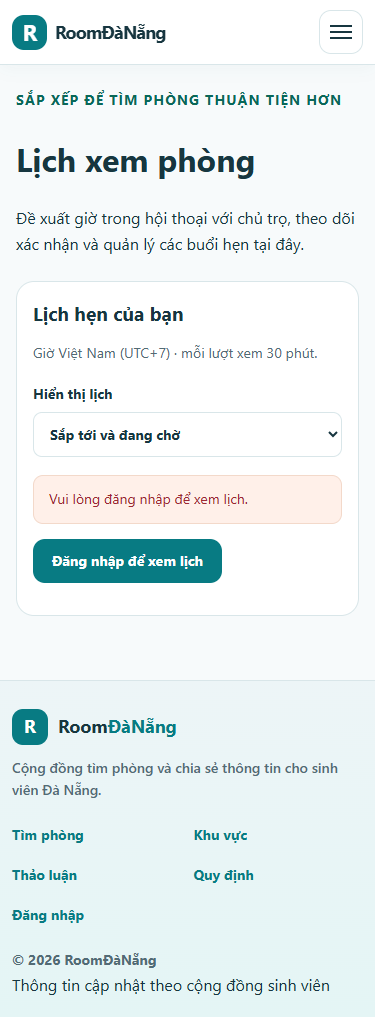 R RoomĐàNẵng
SẮP XẾP ĐỂ TÌM PHÒNG THUẬN TIỆN HƠN
Lịch xem phòng
Đề xuất giờ trong hội thoại với chủ trọ, theo dõi
xác nhận và quản lý các buổi hẹn tại đây.
Lịch hẹn của bạn
Giờ Việt Nam (UTC+7) · mỗi lượt xem 30 phút.
Hiển thị lịch
Sắp tới và đang chờ
Vui lòng đăng nhập để xem lịch.
Đăng nhập để xem lịch
R RoomĐàNẵng
Cộng đồng tìm phòng và chia sẻ thông tin cho sinh
viên Đà Nẵng.
Tìm phòng Khu vực
Thảo luận Quy định
Đăng nhập
© 2026 RoomĐàNẵng
Thông tin cập nhật theo cộng đồng sinh viên